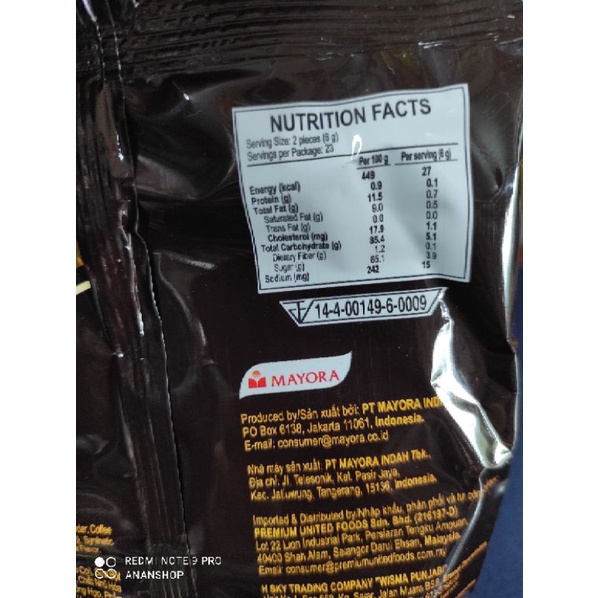 NUTRITION FACTS
Serving Size: 2 pieces (6 g)
Servings per Package: 23
Per 100 g Per serving (6 g)
Energy (kcal) 449 27
Protein (g) 0.9 0.1
Total Fat (g) 11.5 0.7
Saturated Fat (g) 9.0 0.5
Trans Fat (g) 0.0 0.0
Cholesterol (mg) 17.9 1.1
Total Carbohydrate (g) 85.4 5.1
Dietary Fiber (g) 1.2 0.1
Sugar (g) 65.1 3.9
Sodium (mg) 242 15
14-4-00149-6-0009
MAYORA
Produced by/Sản xuất bởi: PT MAYORA
PO Box 6138, Jakarta 11061, Indonesia.
E-mail: consumer@mayora.co.id
Nhà máy sản xuất: PT MAYORA INDAH Tbk.
Địa chỉ: Jl. Telesonik, Kel. Pasir Jaya,
Kec. Jatiuwung, Tangerang, 15135, Indonesia.
Imported & Distributed by/Nhập khẩu, phân phối và
PREMIUM UNITED FOODS Sdn. Bhd. (216197-D)
Lot 22 Lion Industrial Park, Persiaran Tengku Ampuan,
40400 Shah Alam, Selangor Darul Ehsan, Malaysia.
Email: consumer@premiumunitedfoods.com.my
H SKY TRADING COMPANY "WISMA PUNJAB
Coffee
Flavor.
REDMI NOTE 9 PRO
ANANSHOP